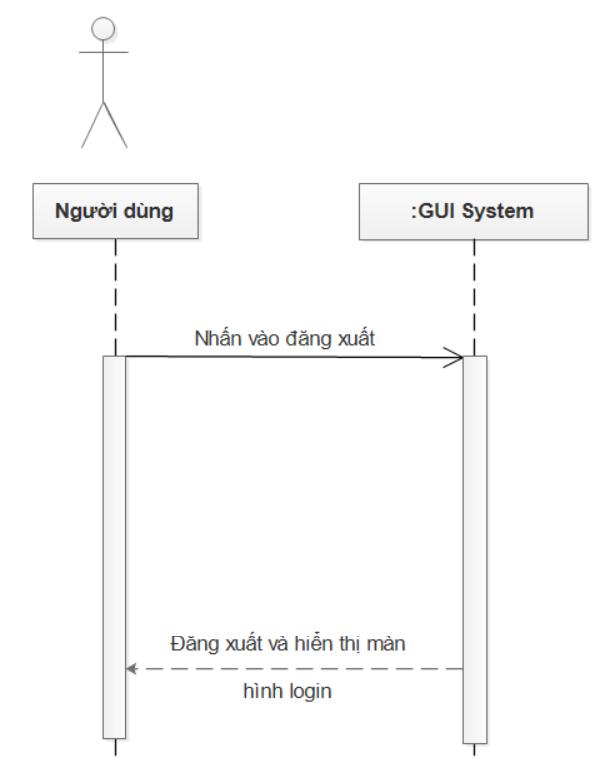 Người dùng
:GUI System
Nhấn vào đăng xuất
Đăng xuất và hiển thị màn
hình login